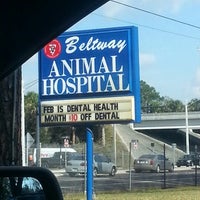 Beltway
ANIMAL
HOSPITAL
FEB IS DENTAL HEALTH
MONTH $10 OFF DENTAL